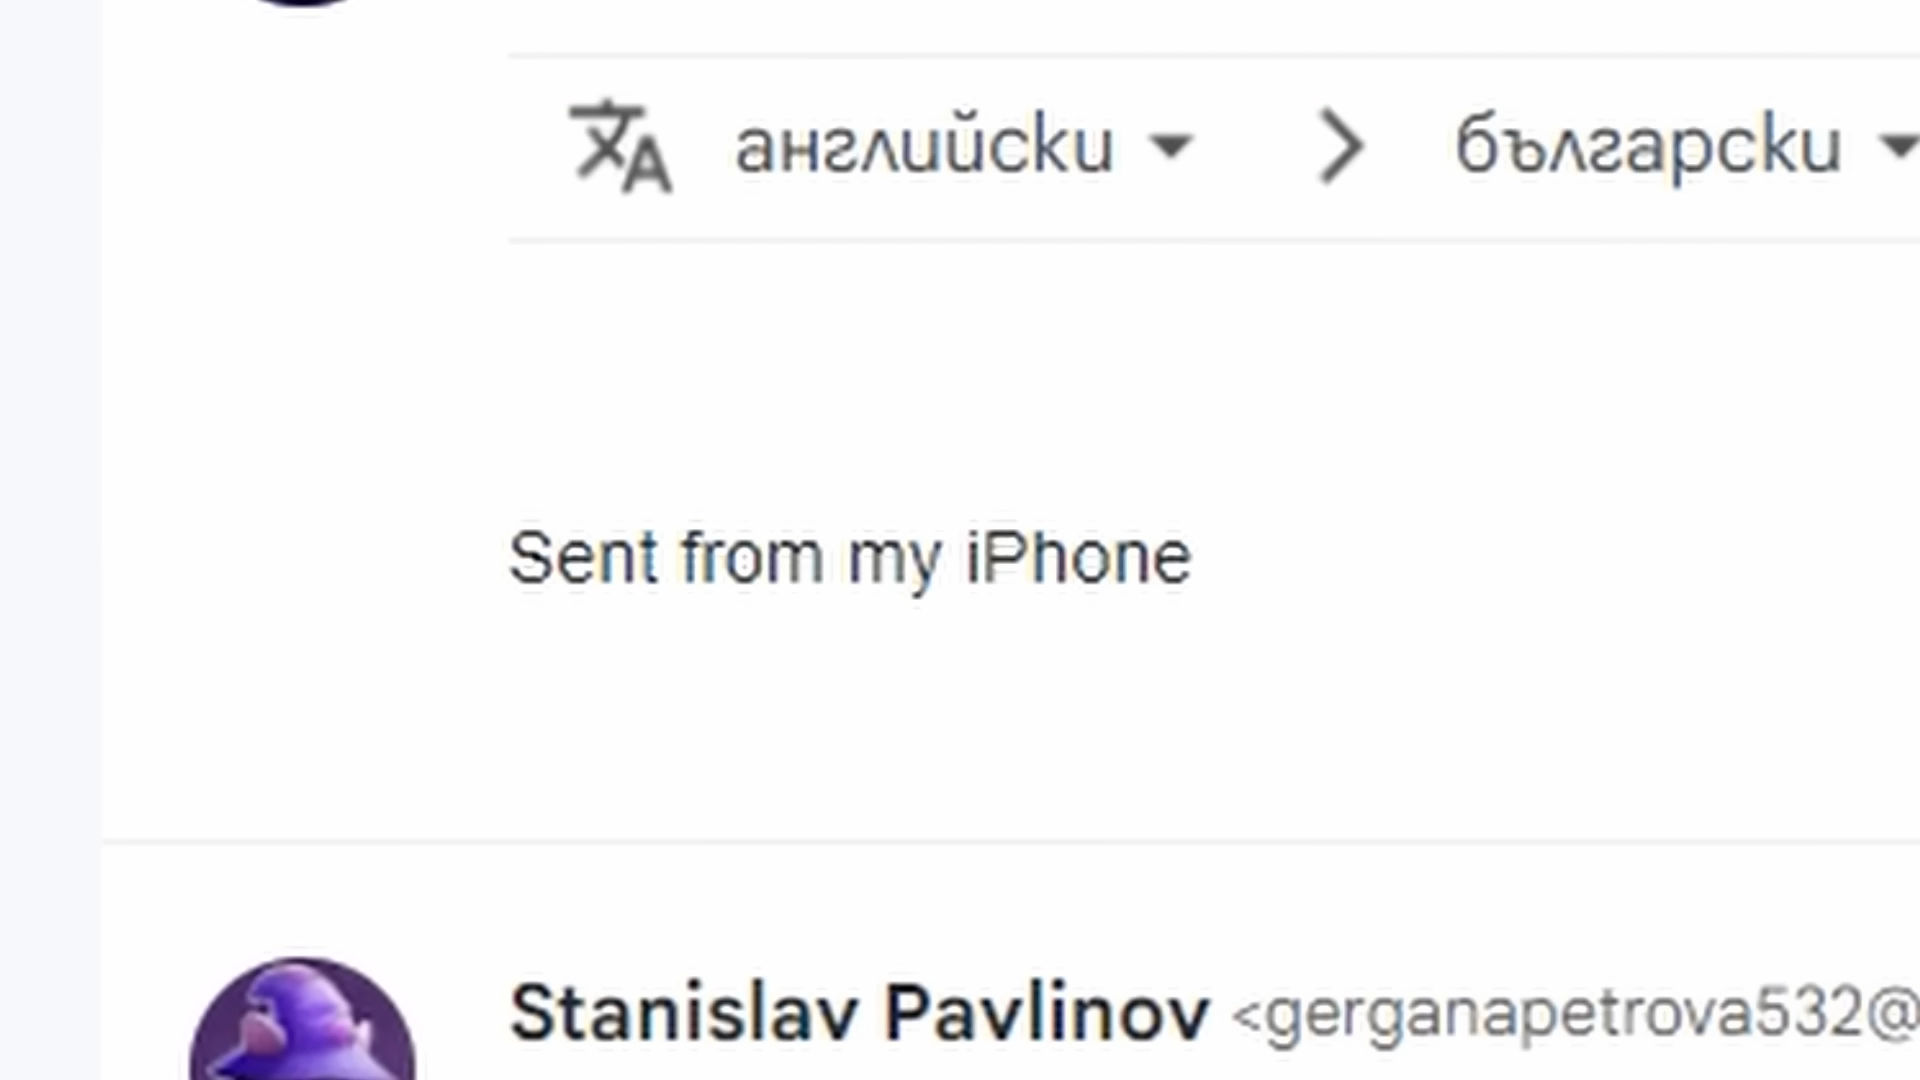 английски български
Sent from my iPhone
Stanislav Pavlinov <gerganapetrova532@